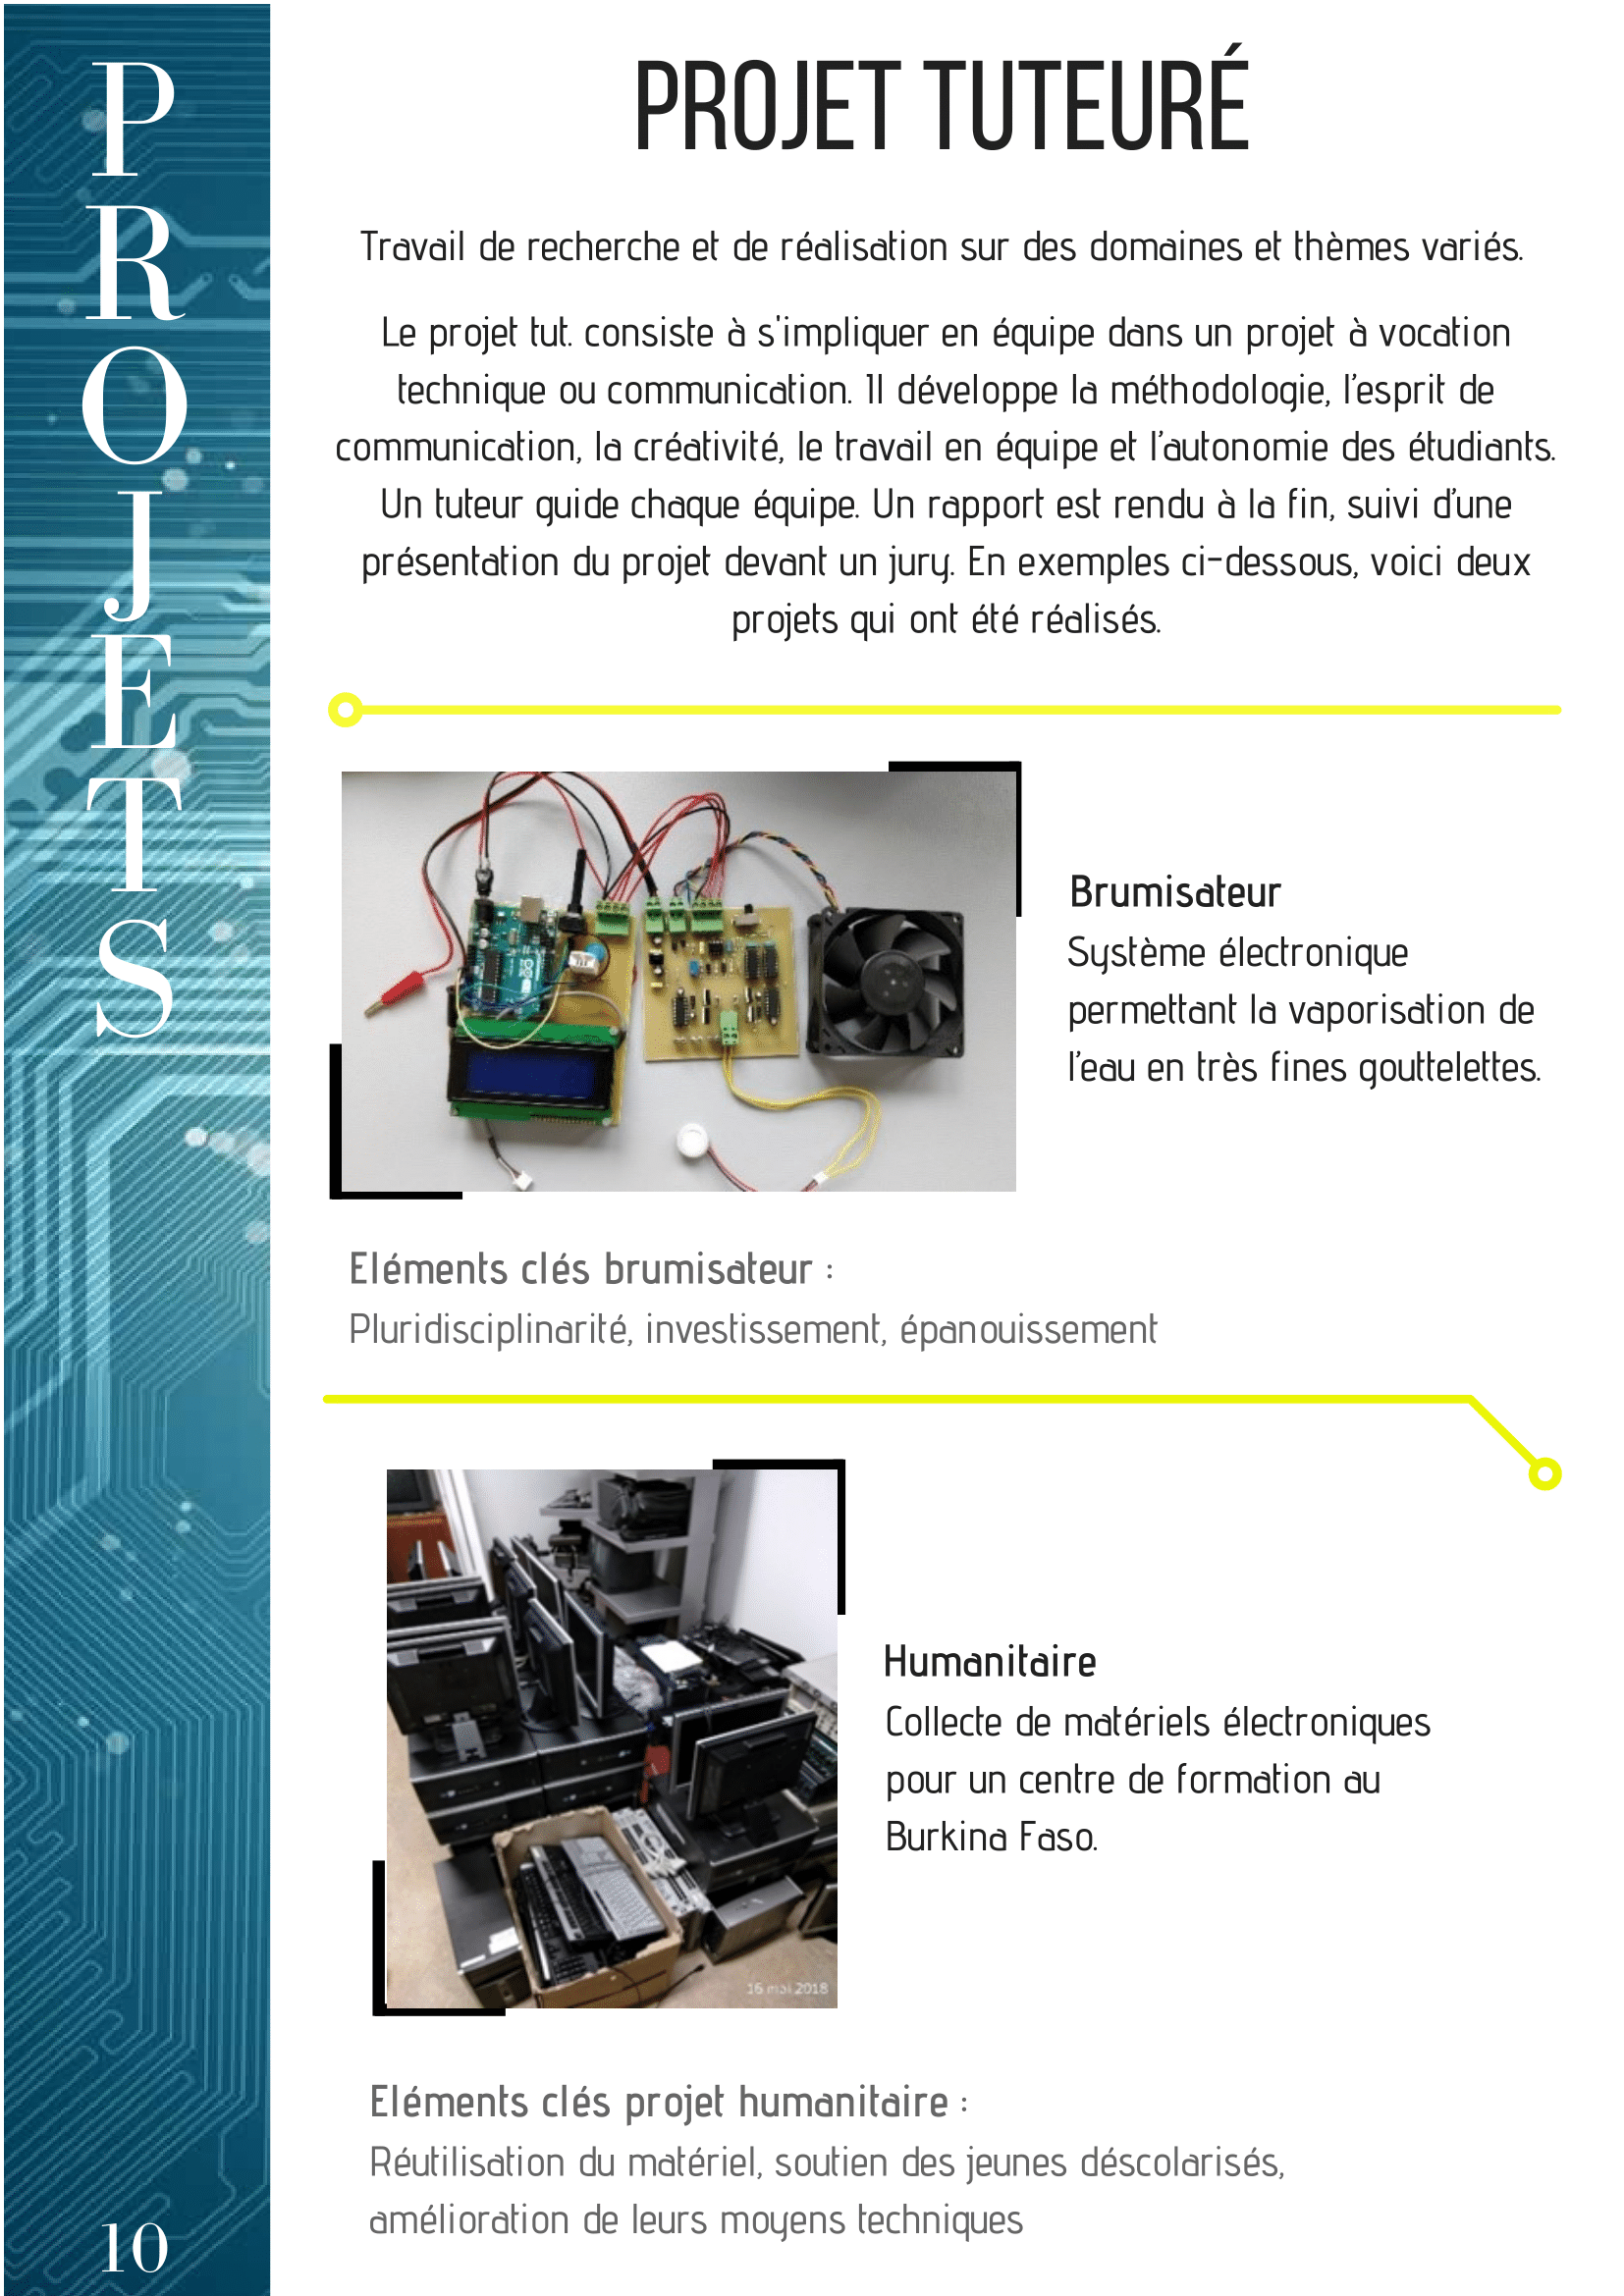 PROJETS
PROJET TUTEURÉ
Travail de recherche et de réalisation sur des domaines et thèmes variés.
Le projet tut. consiste à s'impliquer en équipe dans un projet à vocation
technique ou communication. Il développe la méthodologie, l'esprit de
communication, la créativité, le travail en équipe et l'autonomie des étudiants.
Un tuteur guide chaque équipe. Un rapport est rendu à la fin, suivi d'une
présentation du projet devant un jury. En exemples ci-dessous, voici deux
projets qui ont été réalisés.
Brumisateur
Système électronique
permettant la vaporisation de
l'eau en très fines gouttelettes.
Eléments clés brumisateur :
Pluridisciplinarité, investissement, épanouissement
Humanitaire
Collecte de matériels électroniques
pour un centre de formation au
Burkina Faso.
16 mai 2018
Eléments clés projet humanitaire :
Réutilisation du matériel, soutien des jeunes déscolarisés,
amélioration de leurs moyens techniques
10